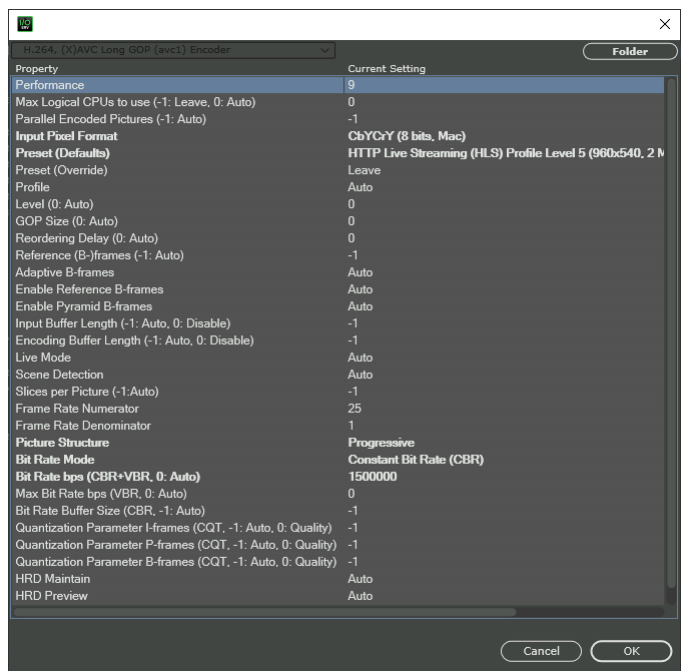 I/O
SRV
H.264, (X)AVC Long GOP (avc1) Encoder
Folder
Property Current Setting
Performance 9
Max Logical CPUs to use (-1: Leave, 0: Auto) 0
Parallel Encoded Pictures (-1: Auto) -1
Input Pixel Format CbYCrY (8 bits, Mac)
Preset (Defaults) HTTP Live Streaming (HLS) Profile Level 5 (960x540, 2 M
Preset (Override) Leave
Profile Auto
Level (0: Auto) 0
GOP Size (0: Auto) 0
Reordering Delay (0: Auto) 0
Reference (B-)frames (-1: Auto) -1
Adaptive B-frames Auto
Enable Reference B-frames Auto
Enable Pyramid B-frames Auto
Input Buffer Length (-1: Auto, 0: Disable) -1
Encoding Buffer Length (-1: Auto, 0: Disable) -1
Live Mode Auto
Scene Detection Auto
Slices per Picture (-1:Auto) -1
Frame Rate Numerator 25
Frame Rate Denominator 1
Picture Structure Progressive
Bit Rate Mode Constant Bit Rate (CBR)
Bit Rate bps (CBR+VBR, 0: Auto) 1500000
Max Bit Rate bps (VBR, 0: Auto) 0
Bit Rate Buffer Size (CBR, -1: Auto) -1
Quantization Parameter I-frames (CQT, -1: Auto, 0: Quality) -1
Quantization Parameter P-frames (CQT, -1: Auto, 0: Quality) -1
Quantization Parameter B-frames (CQT, -1: Auto, 0: Quality) -1
HRD Maintain Auto
HRD Preview Auto
Cancel OK